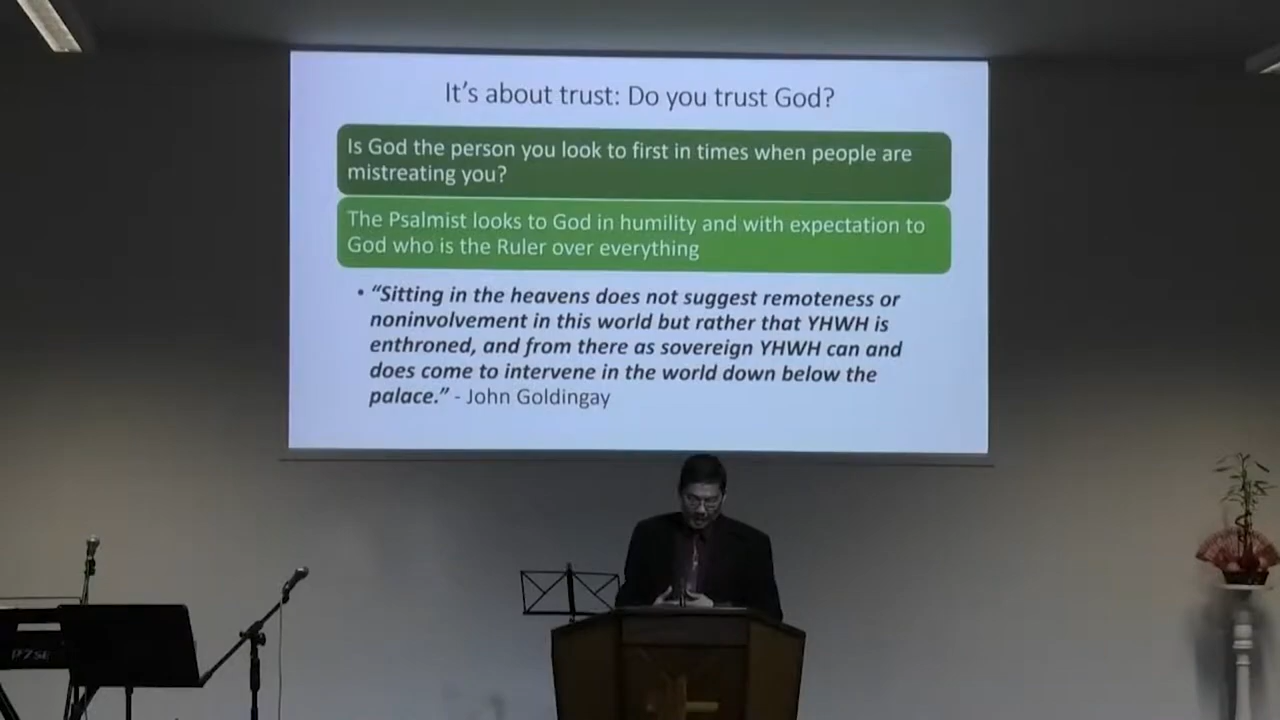 It's about trust: Do you trust God?
Is God the person you look to first in times when people are
mistreating you?
The Psalmist looks to God in humility and with expectation to
God who is the Ruler over everything
• “Sitting in the heavens does not suggest remoteness or
noninvolvement in this world but rather that YHWH is
enthroned, and from there as sovereign YHWH can and
does come to intervene in the world down below the
palace.” - John Goldingay